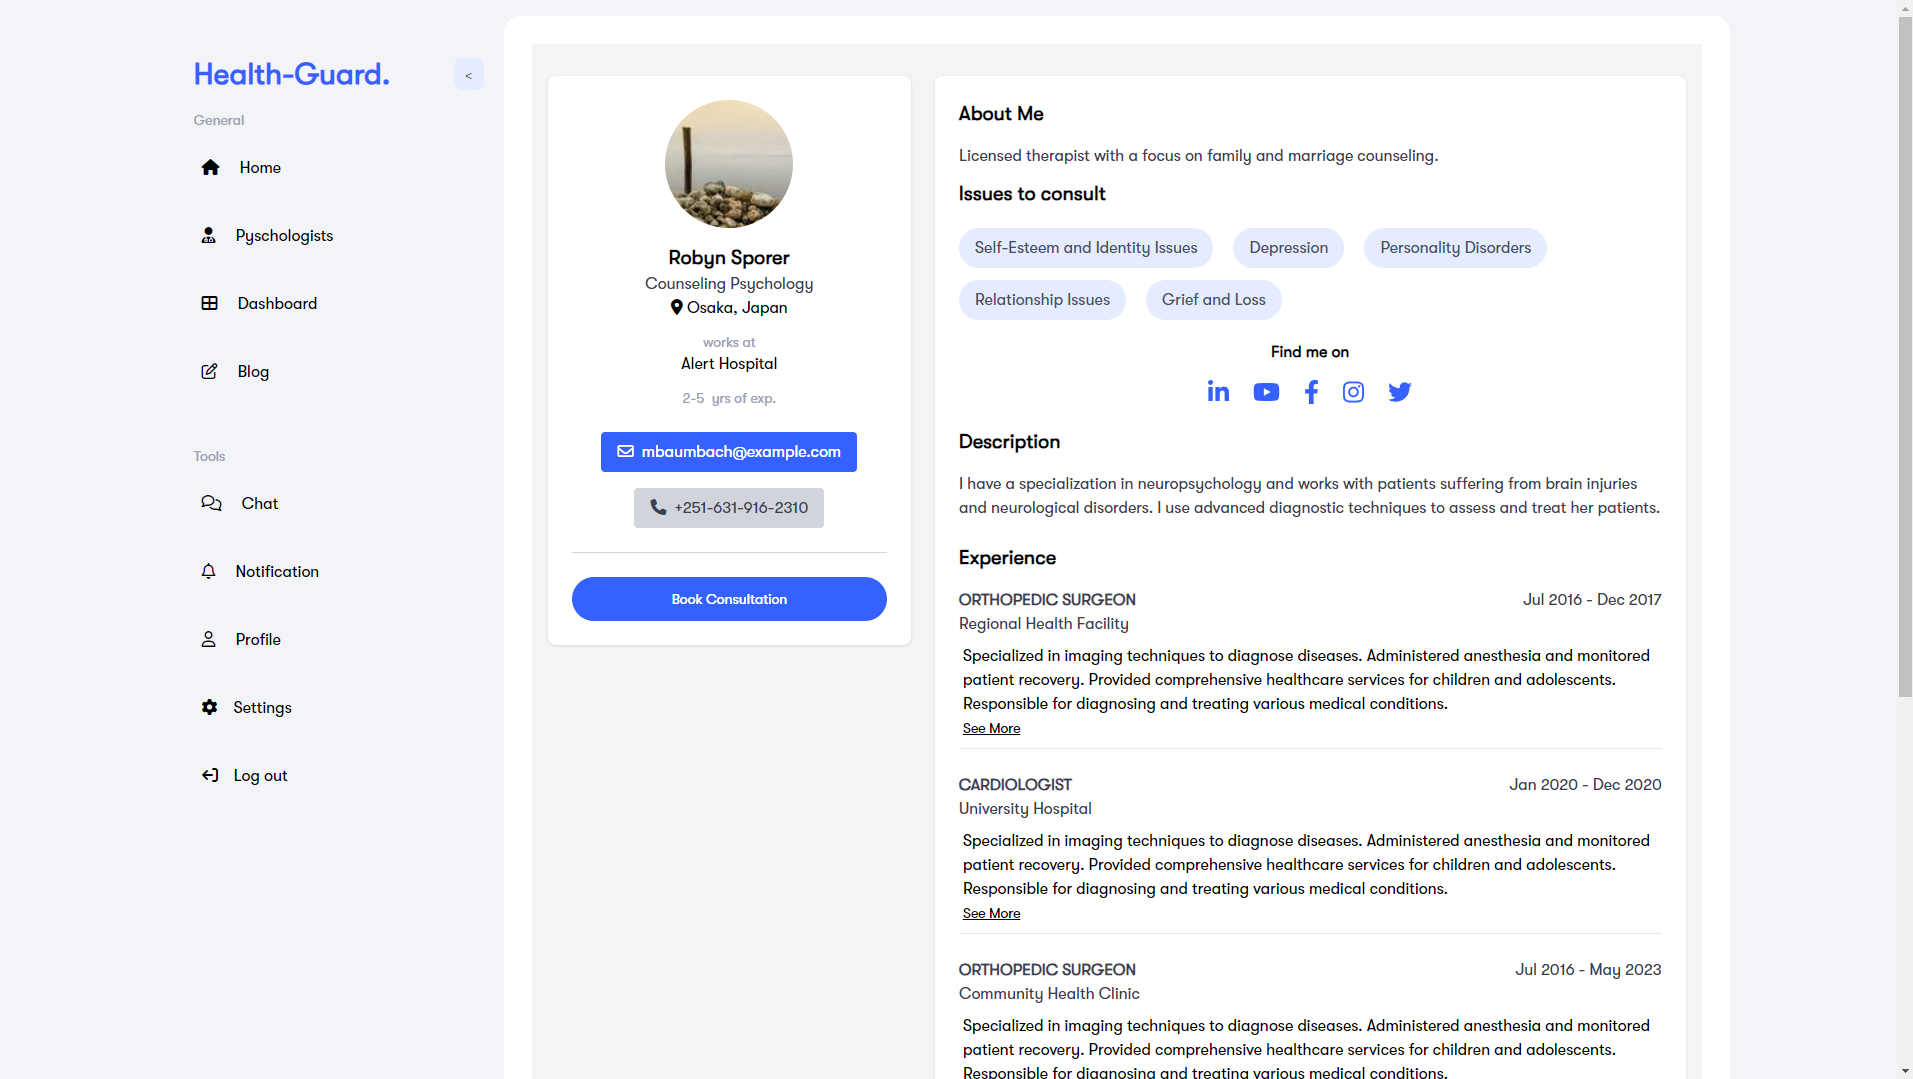 Health-Guard.
<
General
Home
Pyschologists
Dashboard
Blog
Tools
Chat
Notification
Profile
Settings
Log out
Robyn Sporer
Counseling Psychology
Osaka, Japan
works at
Alert Hospital
2-5 yrs of exp.
mbaumbach@example.com
+251-631-916-2310
Book Consultation
About Me
Licensed therapist with a focus on family and marriage counseling.
Issues to consult
Self-Esteem and Identity Issues
Depression
Personality Disorders
Relationship Issues
Grief and Loss
Find me on
Description
I have a specialization in neuropsychology and works with patients suffering from brain injuries
and neurological disorders. I use advanced diagnostic techniques to assess and treat her patients.
Experience
ORTHOPEDIC SURGEON
Jul 2016 - Dec 2017
Regional Health Facility
Specialized in imaging techniques to diagnose diseases. Administered anesthesia and monitored
patient recovery. Provided comprehensive healthcare services for children and adolescents.
Responsible for diagnosing and treating various medical conditions.
See More
CARDIOLOGIST
Jan 2020 - Dec 2020
University Hospital
Specialized in imaging techniques to diagnose diseases. Administered anesthesia and monitored
patient recovery. Provided comprehensive healthcare services for children and adolescents.
Responsible for diagnosing and treating various medical conditions.
See More
ORTHOPEDIC SURGEON
Jul 2016 - May 2023
Community Health Clinic
Specialized in imaging techniques to diagnose diseases. Administered anesthesia and monitored
patient recovery. Provided comprehensive healthcare services for children and adolescents.
Responsible for diagnosing and treating various medical conditions.